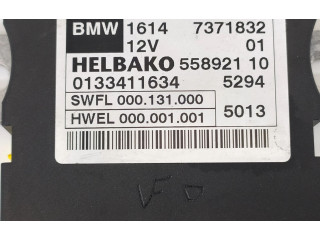 BMW 1614 7371832
12V 01
HELBAKO 558921 10
0133411634 5294
SWFL 000.131.000
HWEL 000.001.001 5013